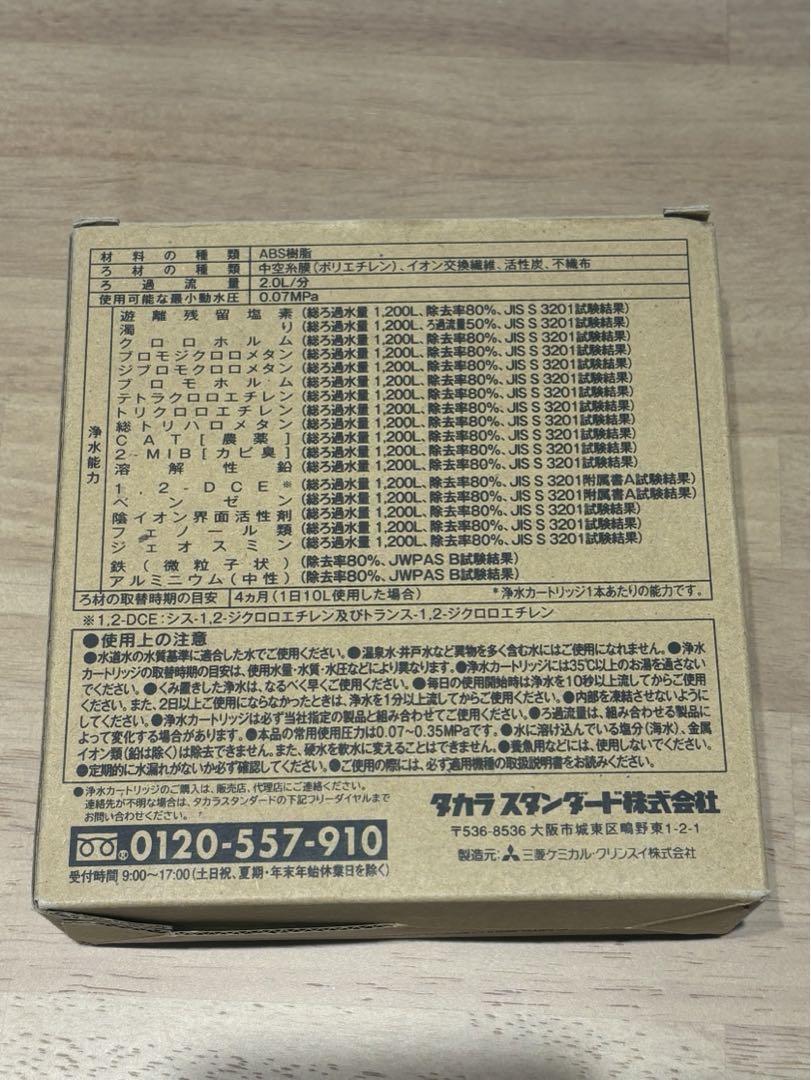 材料の種類 ABS樹脂
ろ材の種類 中空糸膜(ポリエチレン)、イオン交換繊維、活性炭、不織布
ろ過流量 2.0L/分
使用可能な最小動水圧 0.07MPa
浄水能力
遊離残留塩素 (総ろ過水量 1,200L、除去率80%、JIS S 3201試験結果)
濁り (総ろ過水量 1,200L、ろ過流量50%、JIS S 3201試験結果)
クロロホルム (総ろ過水量 1,200L、除去率80%、JIS S 3201試験結果)
ブロモジクロロメタン (総ろ過水量 1,200L、除去率80%、JIS S 3201試験結果)
ジブロモクロロメタン (総ろ過水量 1,200L、除去率80%、JIS S 3201試験結果)
ブロモホルム (総ろ過水量 1,200L、除去率80%、JIS S 3201試験結果)
テトラクロロエチレン (総ろ過水量 1,200L、除去率80%、JIS S 3201試験結果)
トリクロロエチレン (総ろ過水量 1,200L、除去率80%、JIS S 3201試験結果)
総トリハロメタン (総ろ過水量 1,200L、除去率80%、JIS S 3201試験結果)
CAT[農薬] (総ろ過水量 1,200L、除去率80%、JIS S 3201試験結果)
2-MIB[カビ臭] (総ろ過水量 1,200L、除去率80%、JIS S 3201試験結果)
溶解性鉛 (総ろ過水量 1,200L、除去率80%、JIS S 3201試験結果)
1,2-DCE※ (総ろ過水量 1,200L、除去率80%、JIS S 3201附属書A試験結果)
ベンゼン (総ろ過水量 1,200L、除去率80%、JIS S 3201附属書A試験結果)
陰イオン界面活性剤 (総ろ過水量 1,200L、除去率80%、JIS S 3201試験結果)
フェノール類 (総ろ過水量 1,200L、除去率80%、JIS S 3201試験結果)
ジェオスミン (総ろ過水量 1,200L、除去率80%、JIS S 3201試験結果)
鉄(微粒子状) (除去率80%、JWPAS B試験結果)
アルミニウム(中性) (除去率80%、JWPAS B試験結果)
ろ材の取替時期の目安 4ヵ月(1日10L使用した場合) *浄水カートリッジ1本あたりの能力です。
※1,2-DCE:シス-1,2-ジクロロエチレン及びトランス-1,2-ジクロロエチレン
●使用上の注意
●水道水の水質基準に適合した水でご使用ください。●温泉水・井戸水など異物を多く含む水にはご使用になれません。●浄水
カートリッジの取替時期の目安は、使用水量・水質・水圧などにより異なります。●浄水カートリッジには35℃以上のお湯を通さない
でください。●くみ置きした浄水は、なるべく早くご使用ください。●毎日の使用開始時は浄水を10秒以上流してからご使用
ください。また、2日以上ご使用にならなかったときは、浄水を1分以上流してからご使用ください。●内部を凍結させないように
してください。●浄水カートリッジは必ず当社指定の製品と組み合わせてご使用ください。●ろ過流量は、組み合わせる製品に
よって変化する場合があります。●本品の常用使用圧力は0.07~0.35MPaです。●水に溶け込んでいる塩分(海水)、金属
イオン類(鉛は除く)は除去できません。また、硬水を軟水に変えることはできません。●養魚用などには、使用しないでください。
●定期的に水漏れがないか必ず確認してください。●ご使用の際には、必ず適用機種の取扱説明書をお読みください。
●浄水カートリッジのご購入は、販売店、代理店にご連絡ください。
連絡先が不明な場合は、タカラスタンダードの下記フリーダイヤルまで
お問い合わせください。
0120-557-910
受付時間 9:00~17:00(土日祝、夏期・年末年始休業日を除く)
タカラスタンダード株式会社
〒536-8536 大阪市城東区鴫野東1-2-1
製造元: 三菱ケミカル・クリンスイ株式会社